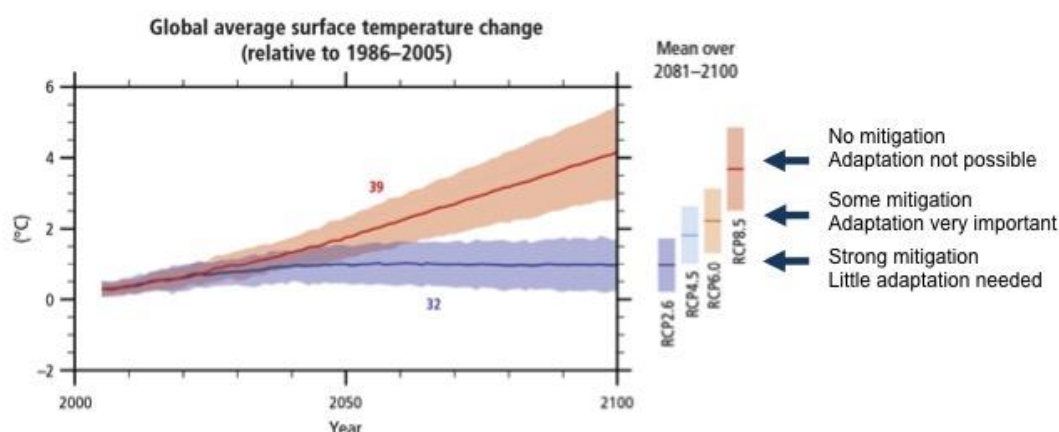 Global average surface temperature change
(relative to 1986–2005)
Mean over
2081–2100
6
4
2
0
−2
(°C)
39
32
2000
2050
2100
Year
RCP2.6
RCP4.5
RCP6.0
RCP8.5
No mitigation
Adaptation not possible
Some mitigation
Adaptation very important
Strong mitigation
Little adaptation needed